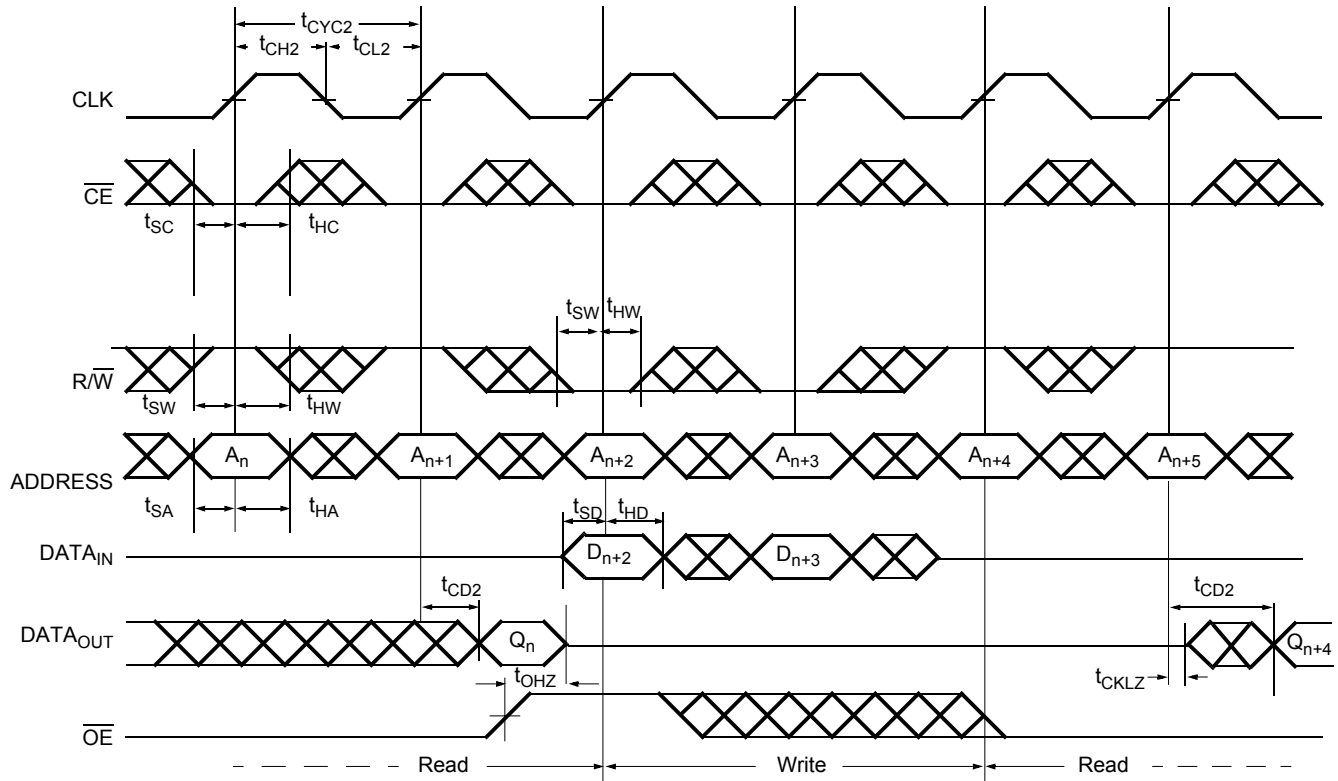 tCYC2
tCH2 tCL2
CLK
CE
tSC tHC
tSW tHW
R/W
tSW tHW
An An+1 An+2 An+3 An+4 An+5
ADDRESS
tSA tHA
tSD tHD
DATAIN Dn+2 Dn+3
tCD2 tCD2
DATAOUT Qn Qn+4
tOHZ tCKLZ
OE
Read Write Read